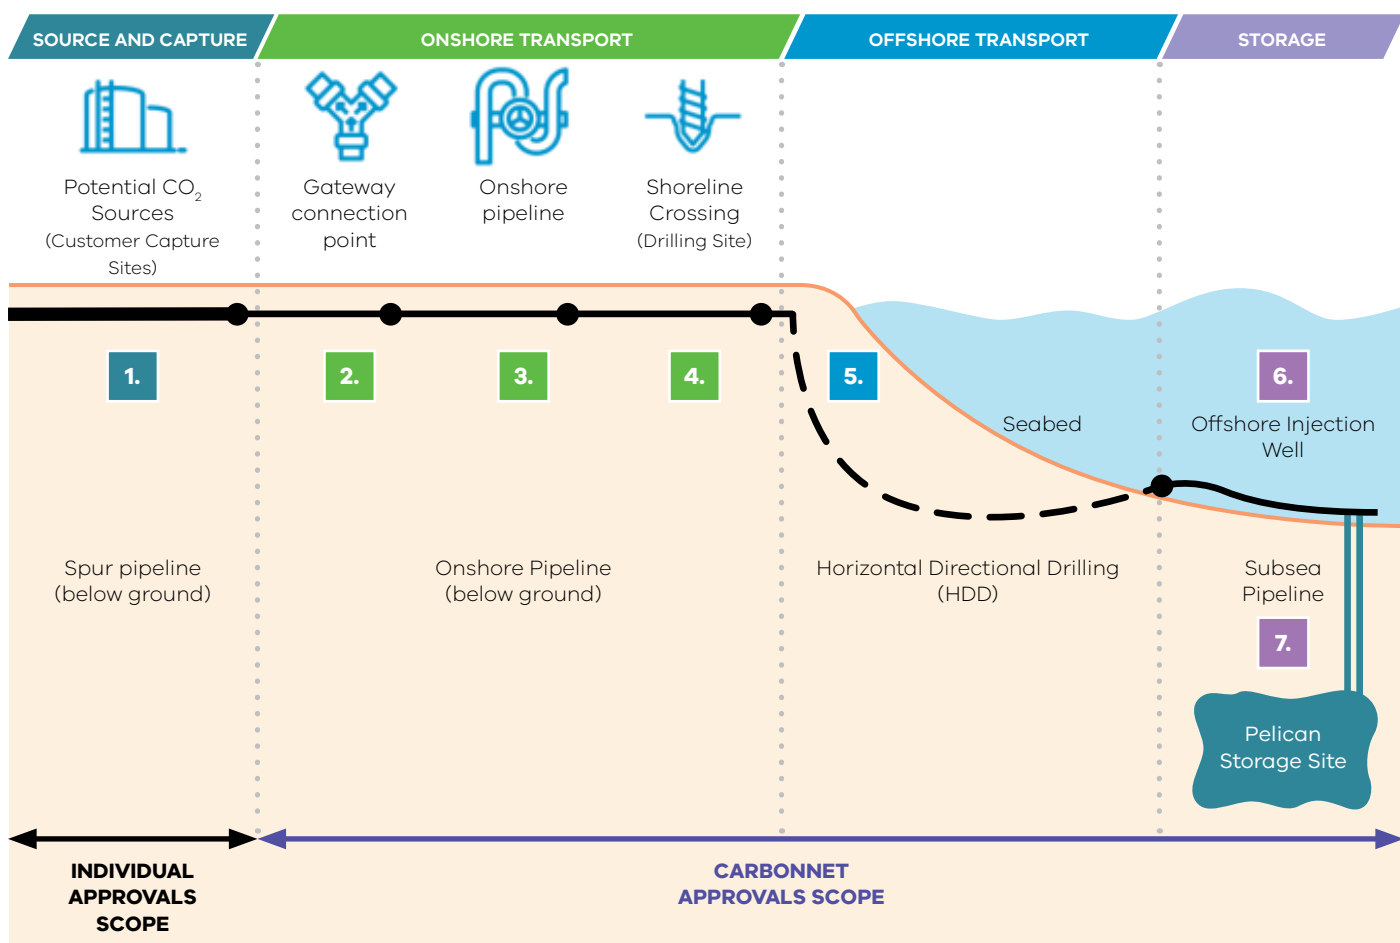 SOURCE AND CAPTURE
ONSHORE TRANSPORT
OFFSHORE TRANSPORT
STORAGE
Potential CO₂
Sources
(Customer Capture
Sites)
Gateway
connection
point
Onshore
pipeline
Shoreline
Crossing
(Drilling Site)
1.
2.
3.
4.
5.
6.
Seabed
Offshore Injection
Well
Spur pipeline
(below ground)
Onshore Pipeline
(below ground)
Horizontal Directional Drilling
(HDD)
Subsea
Pipeline
7.
Pelican
Storage Site
INDIVIDUAL
APPROVALS
SCOPE
CARBONNET
APPROVALS SCOPE